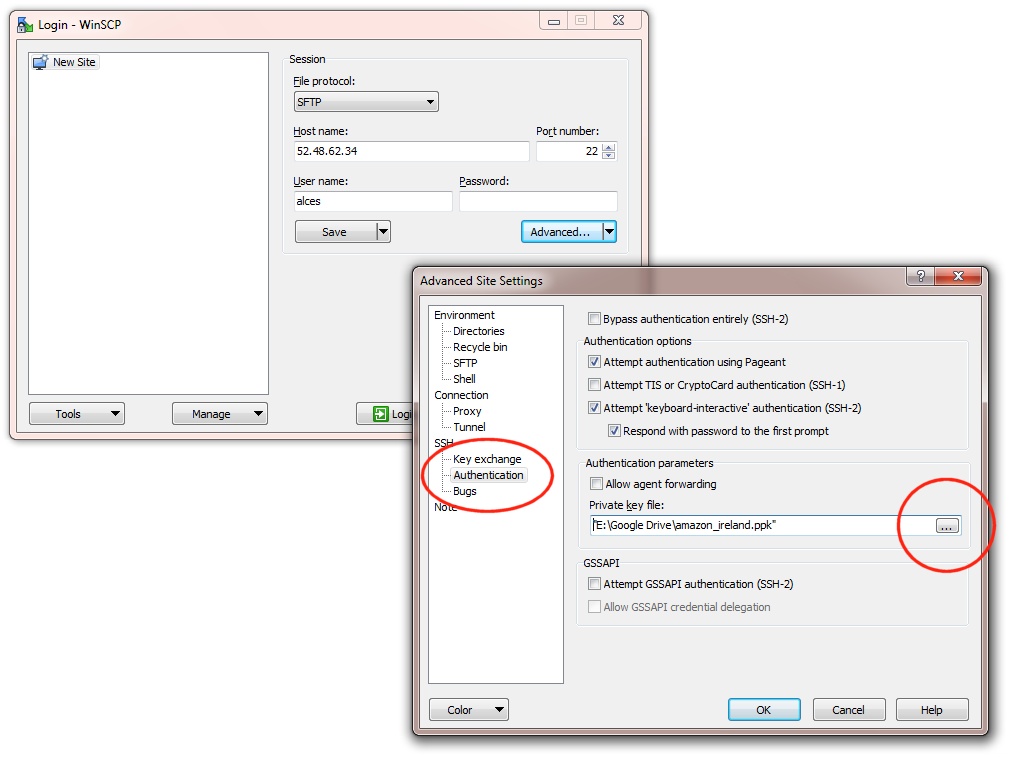 Login - WinSCP
New Site
Session
File protocol:
SFTP
Host name:
Port number:
52.48.62.34
22
User name:
Password:
alces
Save
Advanced...
Tools
Manage
Logi
Advanced Site Settings
?
Environment
Directories
Recycle bin
SFTP
Shell
Connection
Proxy
Tunnel
SSH
Key exchange
Authentication
Bugs
Note
Bypass authentication entirely (SSH-2)
Authentication options
Attempt authentication using Pageant
Attempt TIS or CryptoCard authentication (SSH-1)
Attempt 'keyboard-interactive' authentication (SSH-2)
Respond with password to the first prompt
Authentication parameters
Allow agent forwarding
Private key file:
"E:\Google Drive\amazon_ireland.ppk"
...
GSSAPI
Attempt GSSAPI authentication (SSH-2)
Allow GSSAPI credential delegation
Color
OK
Cancel
Help